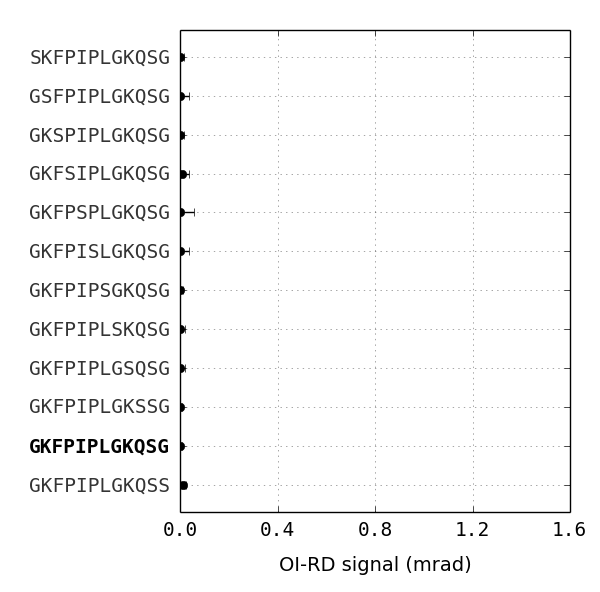 SKFPIPLGKQSG
GSFPIPLGKQSG
GKSPIPLGKQSG
GKFSIPLGKQSG
GKFPSPLGKQSG
GKFPISLGKQSG
GKFPIPSGKQSG
GKFPIPLSKQSG
GKFPIPLGSQSG
GKFPIPLGKSSG
GKFPIPLGKQSG
GKFPIPLGKQSS
0.0 0.4 0.8 1.2 1.6
OI-RD signal (mrad)